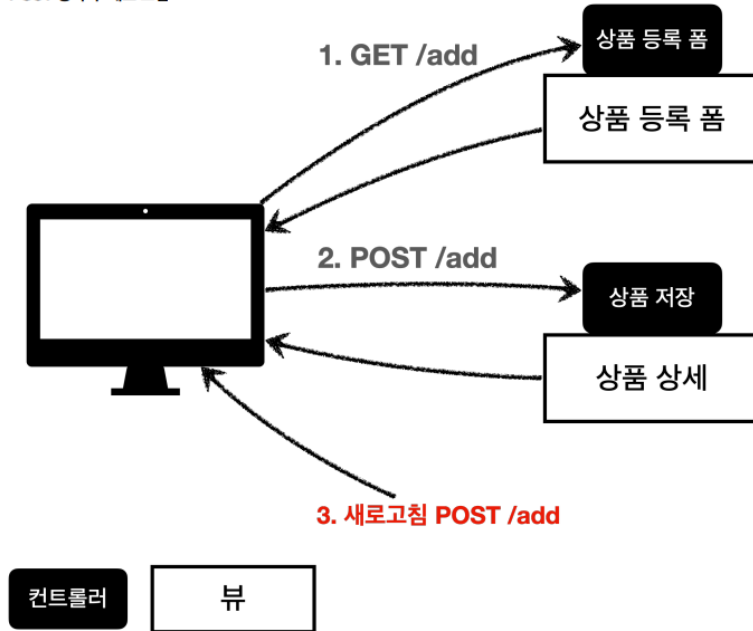 1. GET /add
상품 등록 폼
상품 등록 폼
2. POST /add
상품 저장
상품 상세
3. 새로고침 POST /add
컨트롤러
뷰